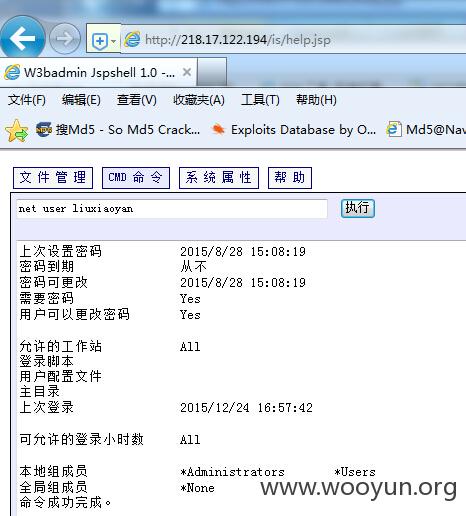 http://218.17.122.194/is/help.jsp
W3badmin Jspshell 1.0 -...
文件(F) 编辑(E) 查看(V) 收藏夹(A) 工具(T) 帮助(H)
搜Md5 - So Md5 Crack... Exploits Database by O... Md5@Nav
文件管理 CMD命令 系统属性 帮助
net user liuxiaoyan 执行
上次设置密码 2015/8/28 15:08:19
密码到期 从不
密码可更改 2015/8/28 15:08:19
需要密码 Yes
用户可以更改密码 Yes
允许的工作站 All
登录脚本
用户配置文件
主目录
上次登录 2015/12/24 16:57:42
可允许的登录小时数 All
本地组成员 *Administrators *Users
全局组成员 *None
命令成功完成。
www.wooyun.org